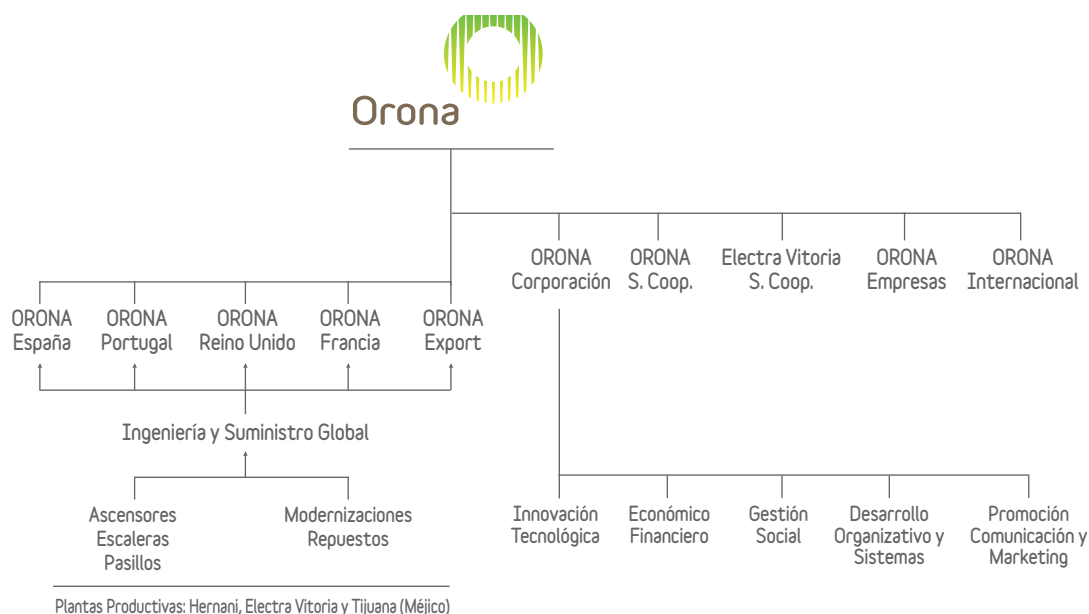 Orona
ORONA
Corporación
ORONA
S. Coop.
Electra Vitoria
S. Coop.
ORONA
Empresas
ORONA
Internacional
ORONA
España
ORONA
Portugal
ORONA
Reino Unido
ORONA
Francia
ORONA
Export
Ingeniería y Suministro Global
Ascensores
Escaleras
Pasillos
Modernizaciones
Repuestos
Innovación
Tecnológica
Económico
Financiero
Gestión
Social
Desarrollo
Organizativo y
Sistemas
Promoción
Comunicación y
Marketing
Plantas Productivas: Hernani, Electra Vitoria y Tijuana (Méjico)